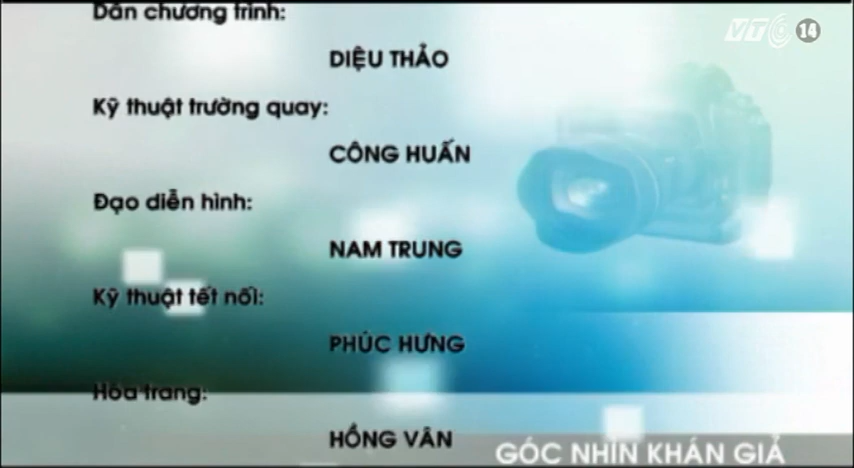 Dẫn chương trình:
VTC 14
DIỆU THẢO
Kỹ thuật trường quay:
CÔNG HUẤN
Đạo diễn hình:
NAM TRUNG
Kỹ thuật tết nối:
PHÚC HƯNG
Hòa trang:
HỒNG VÂN
GÓC NHÌN KHÁN GIẢ